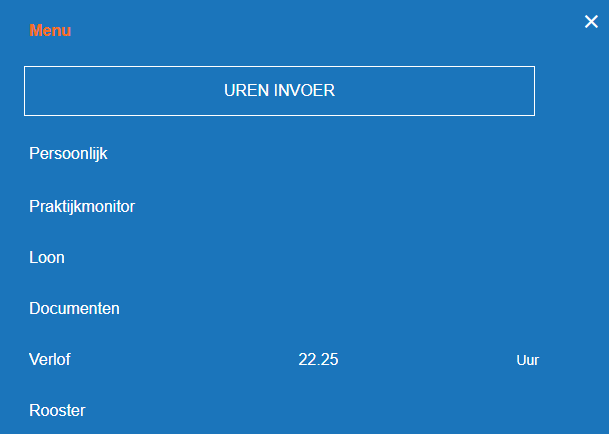 Menu
UREN INVOER
Persoonlijk
Praktijkmonitor
Loon
Documenten
Verlof 22.25 Uur
Rooster